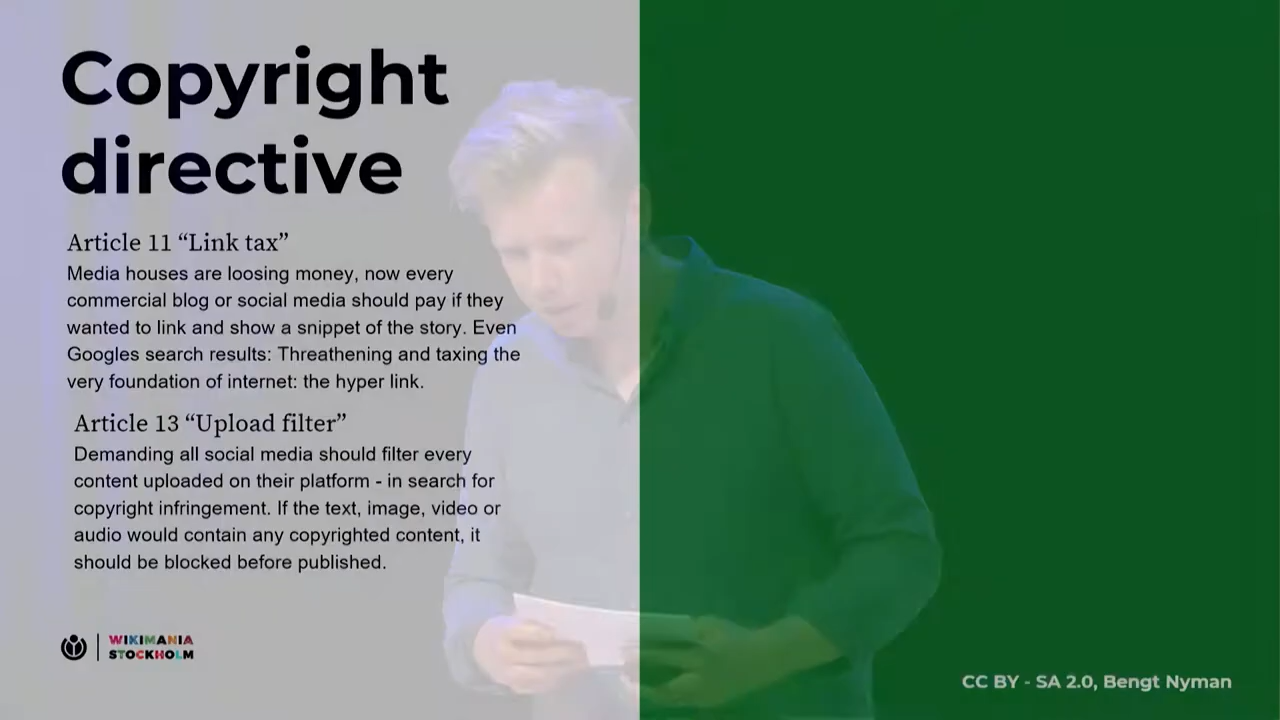 Copyright
directive
Article 11 “Link tax”
Media houses are loosing money, now every
commercial blog or social media should pay if they
wanted to link and show a snippet of the story. Even
Googles search results: Threathening and taxing the
very foundation of internet: the hyper link.
Article 13 “Upload filter”
Demanding all social media should filter every
content uploaded on their platform - in search for
copyright infringement. If the text, image, video or
audio would contain any copyrighted content, it
should be blocked before published.
WIKIMANIA
STOCKHOLM
CC BY - SA 2.0, Bengt Nyman